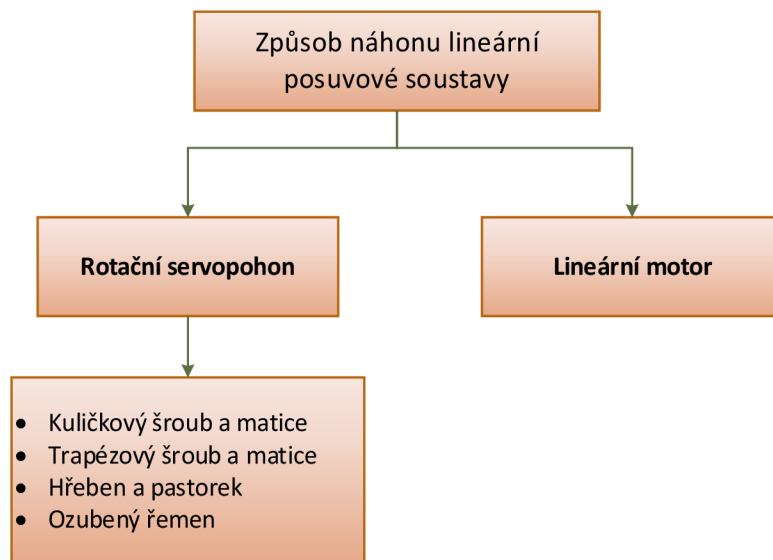 Způsob náhonu lineární
posuvové soustavy
Rotační servopohon
Lineární motor
• Kuličkový šroub a matice
• Trapézový šroub a matice
• Hřeben a pastorek
• Ozubený řemen